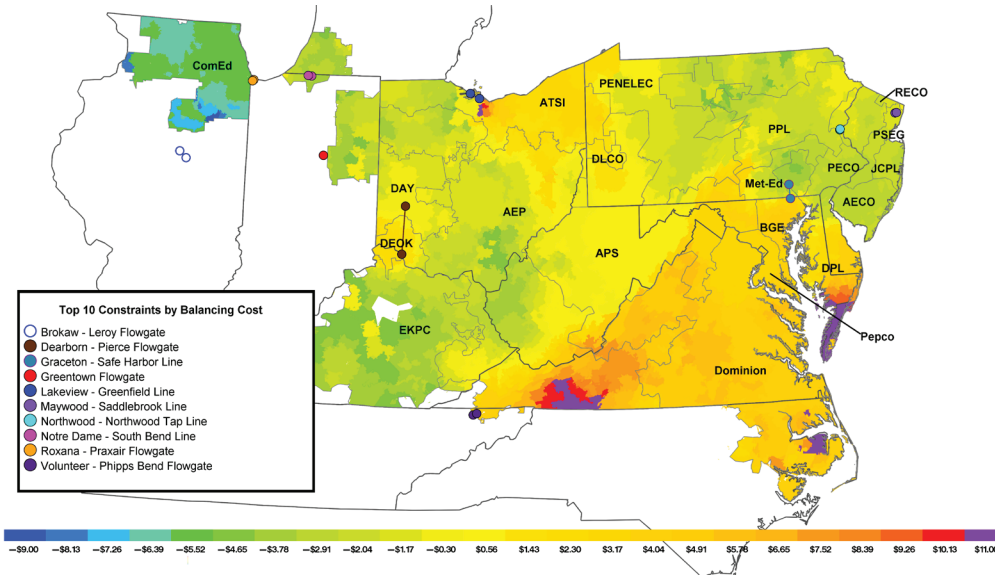 ComEd
ATSI
PENELEC
RECO
PPL
PSEG
DLCO
PECO
JCPL
Met-Ed
DAY
AECO
AEP
BGE
DEOK
APS
DPL
Top 10 Constraints by Balancing Cost
Brokaw - Leroy Flowgate
Dearborn - Pierce Flowgate
Graceton - Safe Harbor Line
Greentown Flowgate
Lakeview - Greenfield Line
Maywood - Saddlebrook Line
Northwood - Northwood Tap Line
Notre Dame - South Bend Line
Roxana - Praxair Flowgate
Volunteer - Phipps Bend Flowgate
EKPC
Pepco
Dominion
–$9.00 –$8.13 –$7.26 –$6.39 –$5.52 –$4.65 –$3.78 –$2.91 –$2.04 –$1.17 –$0.30 $0.56 $1.43 $2.30 $3.17 $4.04 $4.91 $5.78 $6.65 $7.52 $8.39 $9.26 $10.13 $11.00